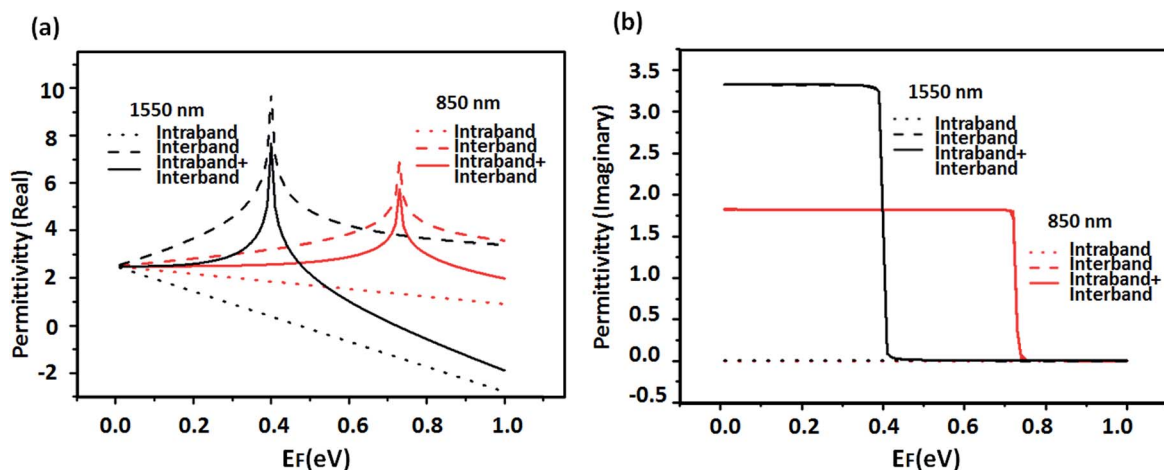 (a)
Permittivity (Real)
10
8
6
4
2
0
-2
1550 nm
Intraband
Interband
Intraband+
Interband
850 nm
Intraband
Interband
Intraband+
Interband
0.0 0.2 0.4 0.6 0.8 1.0
EF(eV)
(b)
Permittivity (Imaginary)
3.5
3.0
2.5
2.0
1.5
1.0
0.5
0.0
-0.5
1550 nm
Intraband
Interband
Intraband+
Interband
850 nm
Intraband
Interband
Intraband+
Interband
0.0 0.2 0.4 0.6 0.8 1.0
EF(eV)